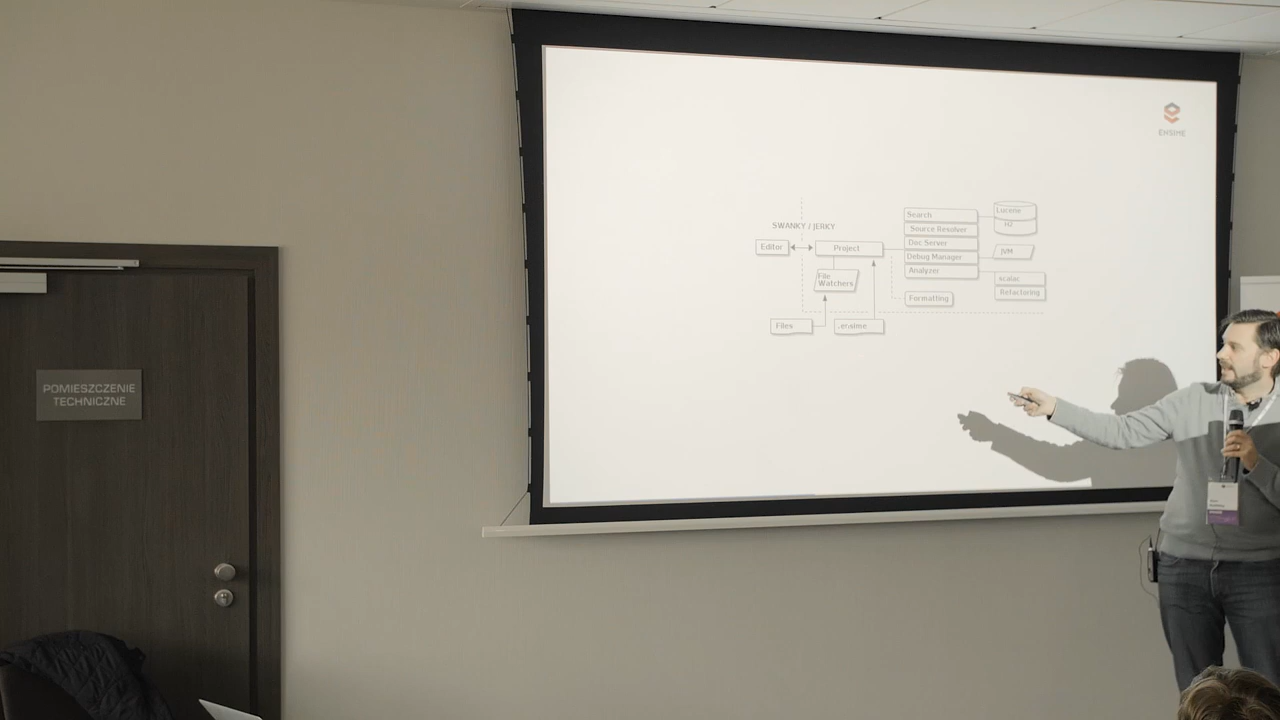 ENSIME
SWANKY / JERKY
Editor
Project
File
Watchers
Files
.ensime
Search
Source Resolver
Doc Server
Debug Manager
Analyzer
Formatting
Lucene
H2
JVM
scalac
Refactoring
POMIESZCZENIE
TECHNICZNE